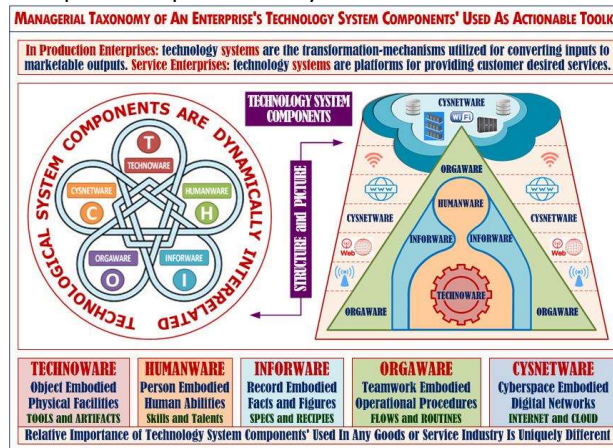 MANAGERIAL TAXONOMY OF AN ENTERPRISE'S TECHNOLOGY SYSTEM COMPONENTS' USED AS ACTIONABLE TOOLK
In Production Enterprises: technology systems are the transformation-mechanisms utilized for converting inputs to
marketable outputs. Service Enterprises: technology systems are platforms for providing customer desired services.
TECHNOLOGICAL SYSTEM COMPONENTS ARE DYNAMICALLY INTERRELATED
T
TECHNOWARE
CYSNETWARE
C
HUMANWARE
H
ORGAWARE
O
INFORWARE
I
TECHNOLOGY SYSTEM
COMPONENTS
STRUCTURE and PICTURE
CYSNETWARE
WiFi
ORGAWARE
HUMANWARE
WWW
WWW
CYSNETWARE
CYSNETWARE
INFORWARE
INFORWARE
Web
Web
TECHNOWARE
ORGAWARE
ORGAWARE
TECHNOWARE
Object Embodied
Physical Facilities
TOOLS and ARTIFACTS
HUMANWARE
Person Embodied
Human Abilities
Skills and Talents
INFORWARE
Record Embodied
Facts and Figures
SPECS and RECIPIES
ORGAWARE
Teamwork Embodied
Operational Procedures
FLOWS and ROUTINES
CYSNETWARE
Cyberspace Embodied
Digital Networks
INTERNET and CLOUD
Relative Importance of Technology System Components' Used In Any Goods or Service Industry Is Uniquely Differen